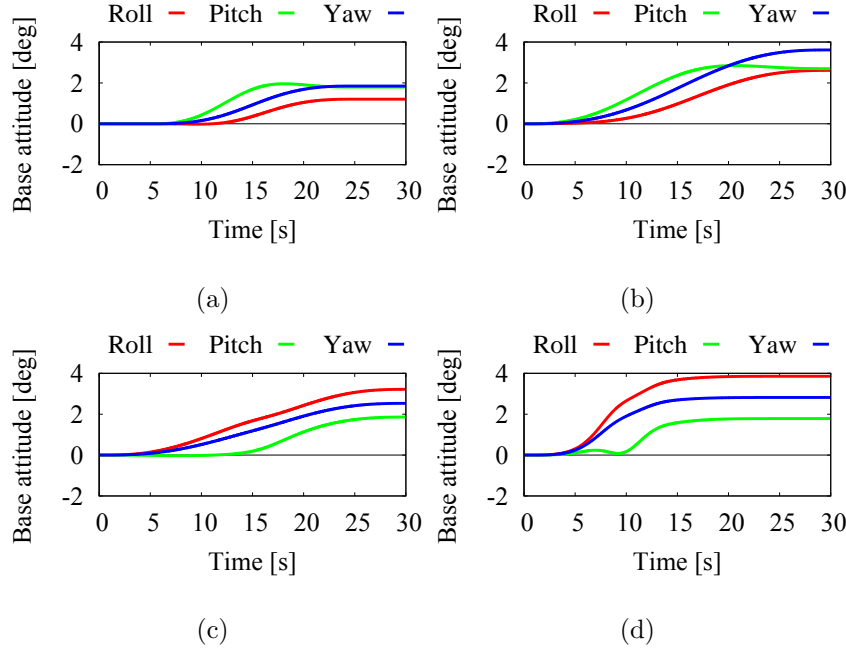 Roll Pitch Yaw
Base attitude [deg]
4
2
0
-2
0 5 10 15 20 25 30
Time [s]
(a)
Roll Pitch Yaw
Base attitude [deg]
4
2
0
-2
0 5 10 15 20 25 30
Time [s]
(b)
Roll Pitch Yaw
Base attitude [deg]
4
2
0
-2
0 5 10 15 20 25 30
Time [s]
(c)
Roll Pitch Yaw
Base attitude [deg]
4
2
0
-2
0 5 10 15 20 25 30
Time [s]
(d)